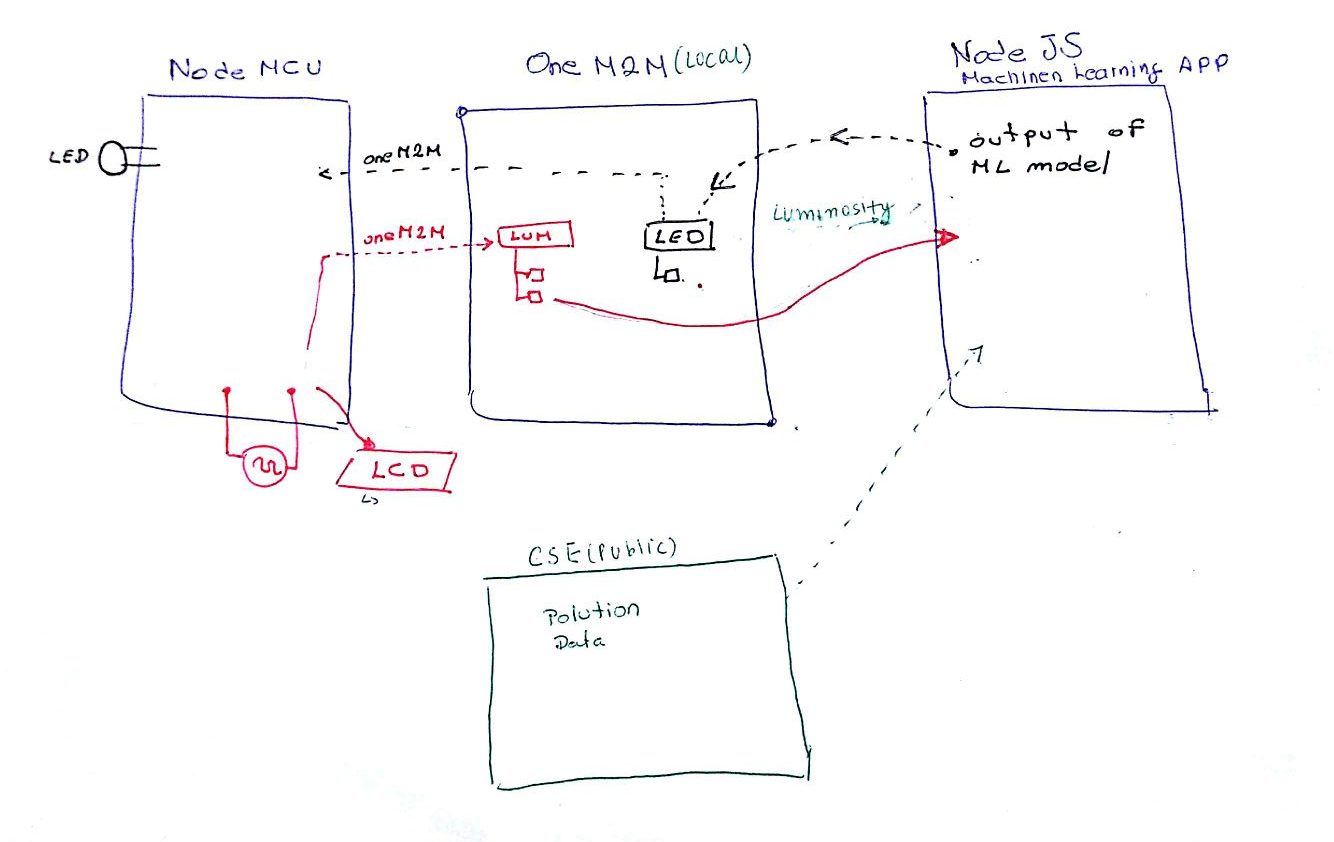 Node MCU
One M2M (Local)
Node JS
Machinen Learning APP
LED
oneM2M
output of
ML model
Luminosity
oneM2M
LUM
LED
LCD
CSE (Public)
Polution
Data